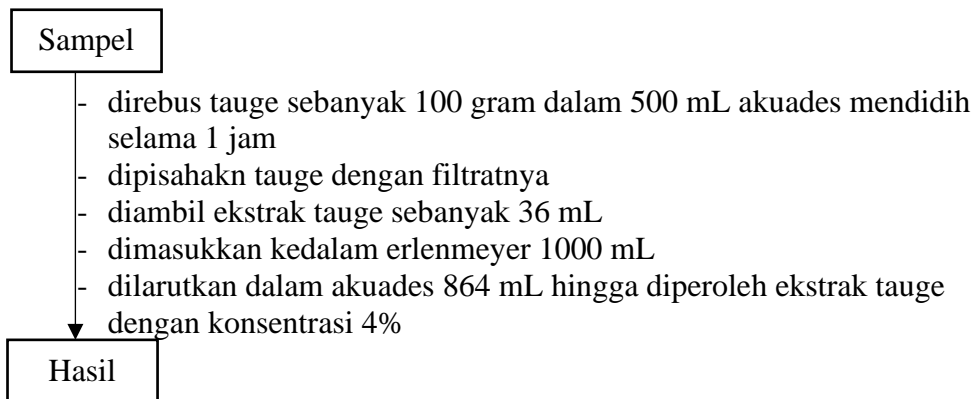 Sampel
- direbus tauge sebanyak 100 gram dalam 500 mL akuades mendidih
selama 1 jam
- dipisahakn tauge dengan filtratnya
- diambil ekstrak tauge sebanyak 36 mL
- dimasukkan kedalam erlenmeyer 1000 mL
- dilarutkan dalam akuades 864 mL hingga diperoleh ekstrak tauge
dengan konsentrasi 4%
Hasil